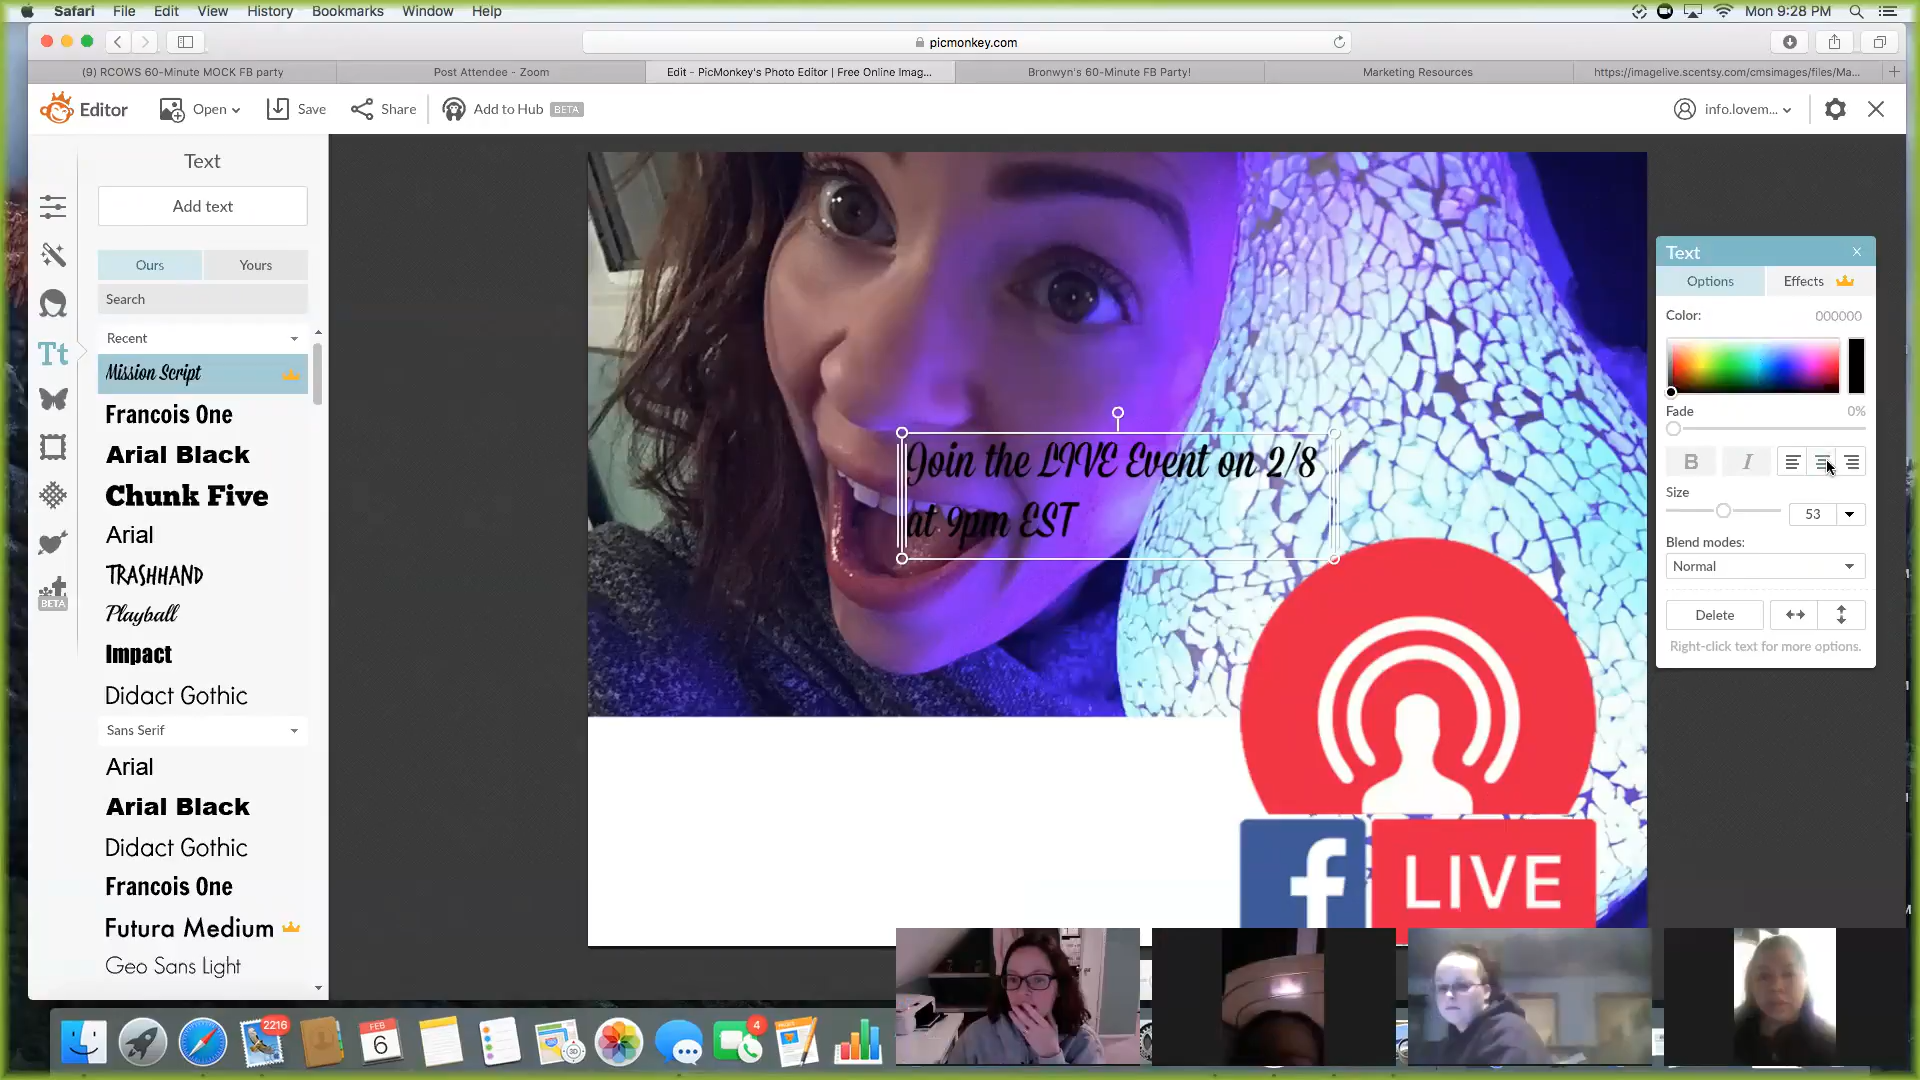 Safari File Edit View History Bookmarks Window Help
Mon 9:28 PM
picmonkey.com
(9) RCOWS 60-Minute MOCK FB party
Post Attendee - Zoom
Edit - PicMonkey's Photo Editor | Free Online Imag...
Bronwyn's 60-Minute FB Party!
Marketing Resources
https://imagelive.scentsy.com/cmsimages/files/Ma...
Editor
Open
Save
Share
Add to Hub BETA
info.lovem...
Text
Add text
Ours
Yours
Search
Recent
Mission Script
Francois One
Arial Black
Chunk Five
Arial
TRASHHAND
Playball
Impact
Didact Gothic
Sans Serif
Arial
Arial Black
Didact Gothic
Francois One
Futura Medium
Geo Sans Light
Tt
BETA
Join the LIVE Event on 2/8
at 9pm EST
f LIVE
Text
Options
Effects
Color:
000000
Fade
0%
B I
Size
53
Blend modes:
Normal
Delete
Right-click text for more options.
2216
FEB
6
3D
4
PAGES